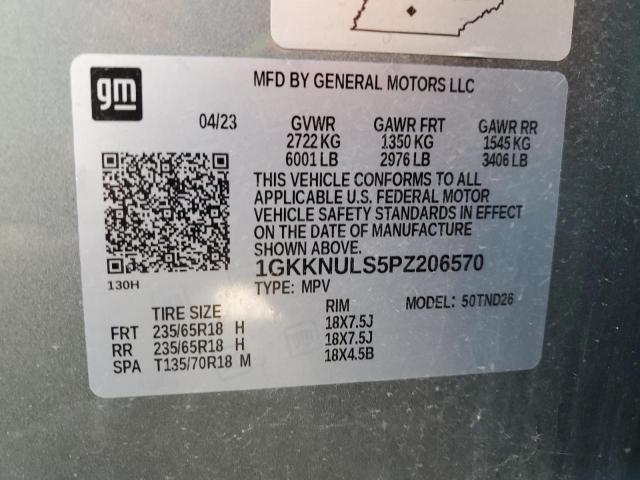 gm
MFD BY GENERAL MOTORS LLC
04/23 GVWR GAWR FRT GAWR RR
2722 KG 1350 KG 1545 KG
6001 LB 2976 LB 3406 LB
THIS VEHICLE CONFORMS TO ALL
APPLICABLE U.S. FEDERAL MOTOR
VEHICLE SAFETY STANDARDS IN EFFECT
ON THE DATE OF MANUFACTURE
SHOWN ABOVE.
1GKKNULS5PZ206570
130H TYPE: MPV MODEL: 50TND26
TIRE SIZE RIM
FRT 235/65R18 H 18X7.5J
RR 235/65R18 H 18X7.5J
SPA T135/70R18 M 18X4.5B